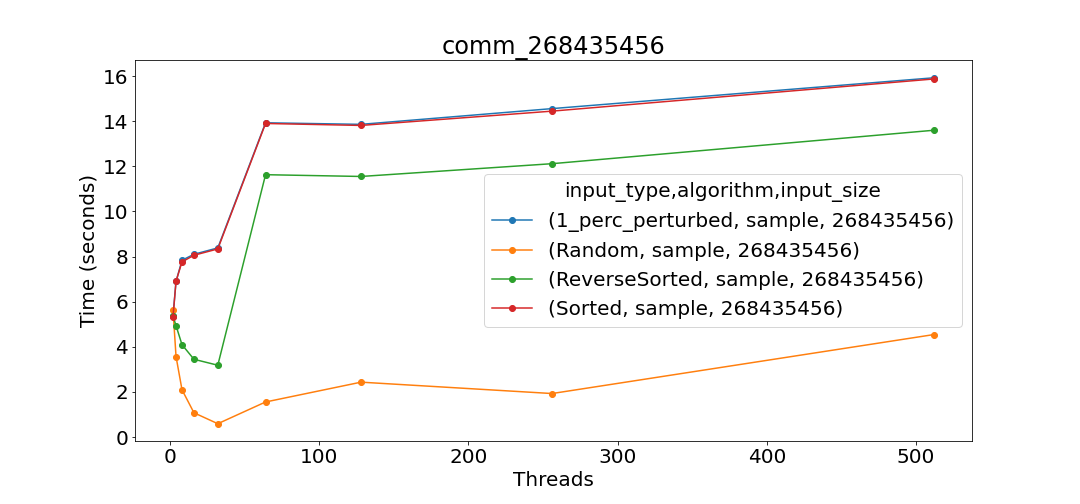 comm_268435456
Time (seconds)
16
14
12
10
8
6
4
2
0
input_type,algorithm,input_size
(1_perc_perturbed, sample, 268435456)
(Random, sample, 268435456)
(ReverseSorted, sample, 268435456)
(Sorted, sample, 268435456)
0 100 200 300 400 500
Threads